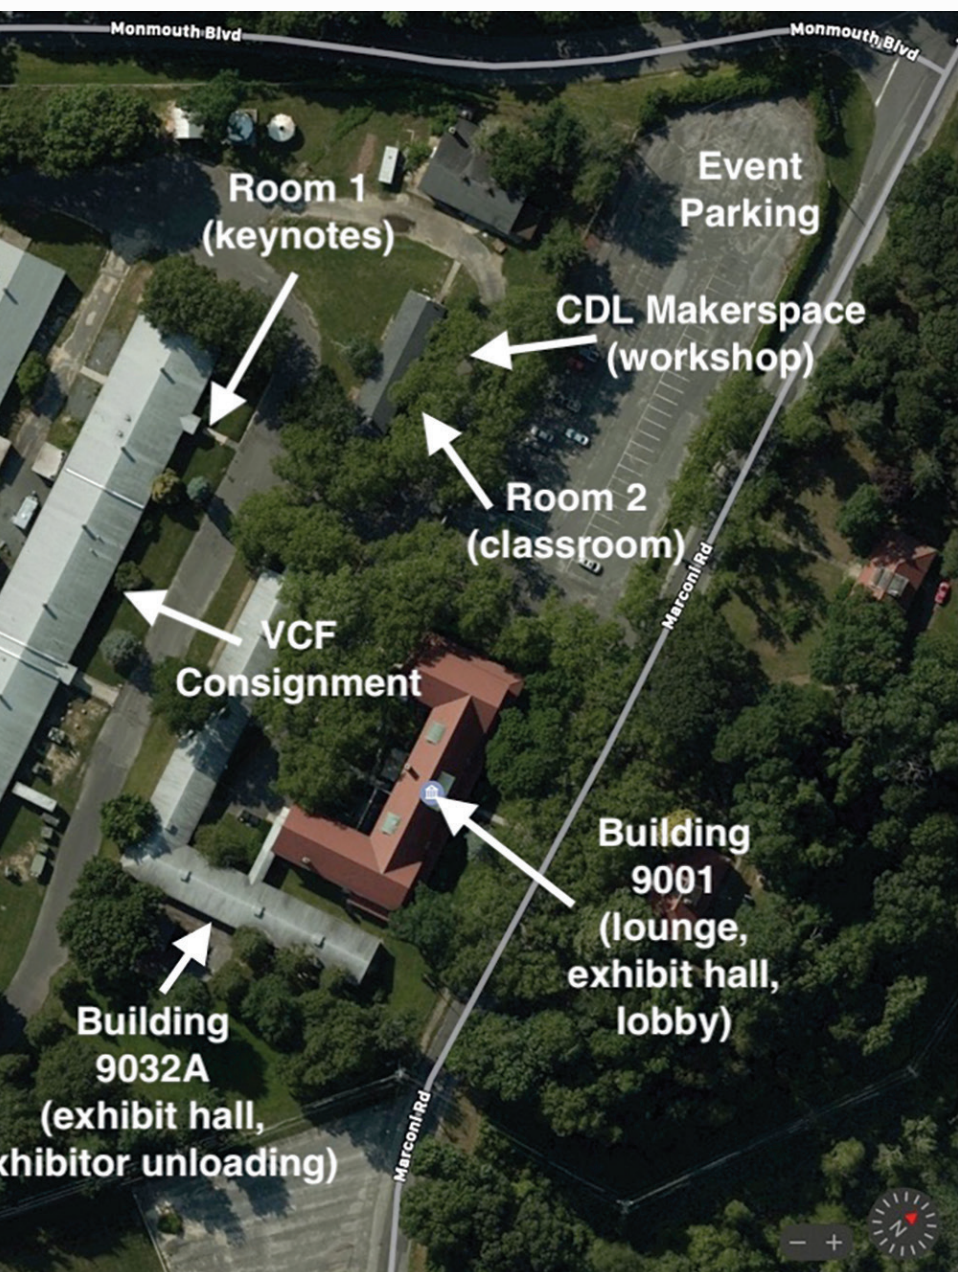 Monmouth Blvd
Monmouth Blvd
Event
Parking
Room 1
(keynotes)
CDL Makerspace
(workshop)
Room 2
(classroom)
Marconi Rd
VCF
Consignment
Building
9001
(lounge,
exhibit hall,
lobby)
Building
9032A
(exhibit hall,
xhibitor unloading)
Marconi Rd
N